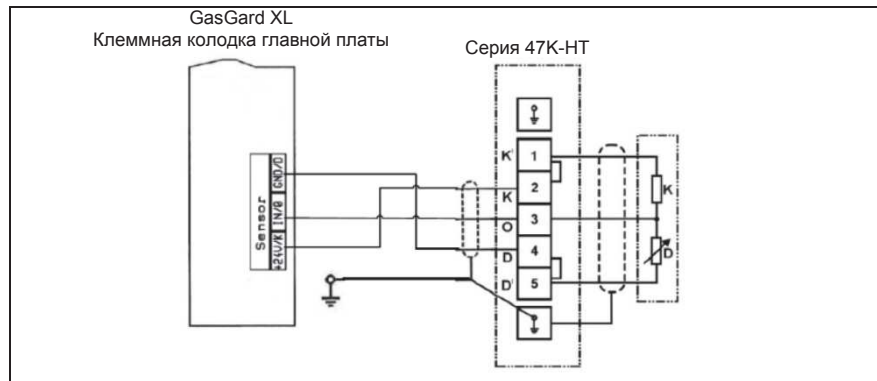 GasGard XL
Клеммная колодка главной платы
Серия 47K-HT
Sensor
GND/D
IN/0
+24V/K
K'
1
2
K
3
O
4
D
5
D'
K
D